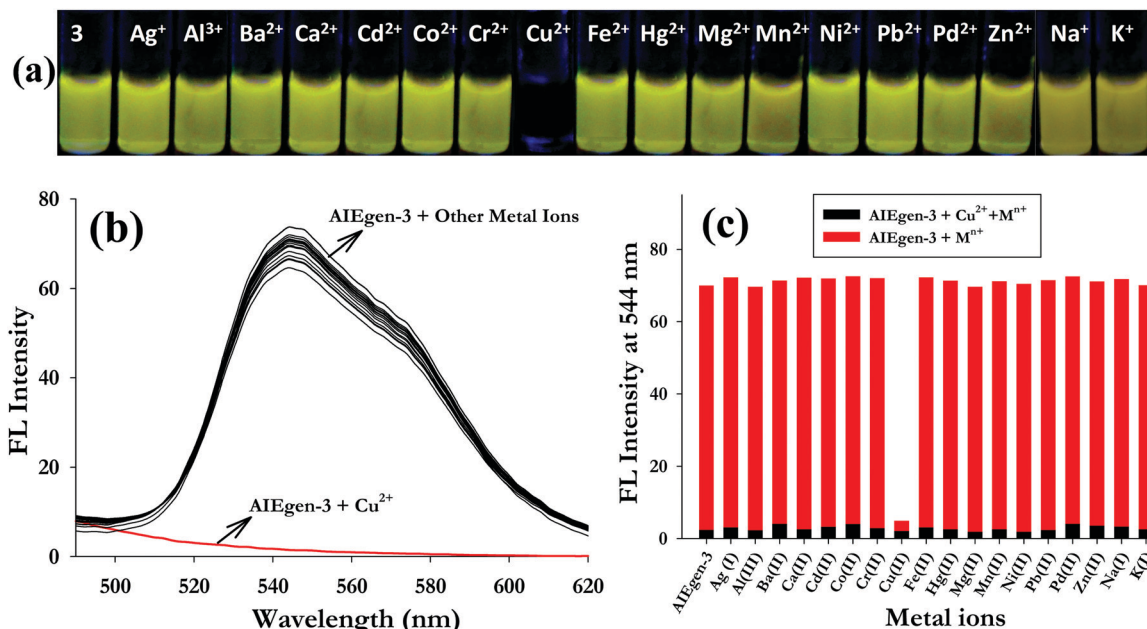 3 Ag⁺ Al³⁺ Ba²⁺ Ca²⁺ Cd²⁺ Co²⁺ Cr²⁺ Cu²⁺ Fe²⁺ Hg²⁺ Mg²⁺ Mn²⁺ Ni²⁺ Pb²⁺ Pd²⁺ Zn²⁺ Na⁺ K⁺
(a)
(b)
AIEgen-3 + Other Metal Ions
AIEgen-3 + Cu²⁺
FL Intensity
80
60
40
20
0
500 520 540 560 580 600 620
Wavelength (nm)
(c)
AIEgen-3 + Cu²⁺+Mⁿ⁺
AIEgen-3 + Mⁿ⁺
FL Intensity at 544 nm
80
60
40
20
0
AIEgen-3
Ag (I)
Al(III)
Ba(II)
Ca(II)
Cd(II)
Co(II)
Cr(II)
Cu(II)
Fe(II)
Hg(II)
Mg(II)
Mn(II)
Ni(II)
Pb(II)
Pd(II)
Zn(II)
Na(I)
K(I)
Metal ions